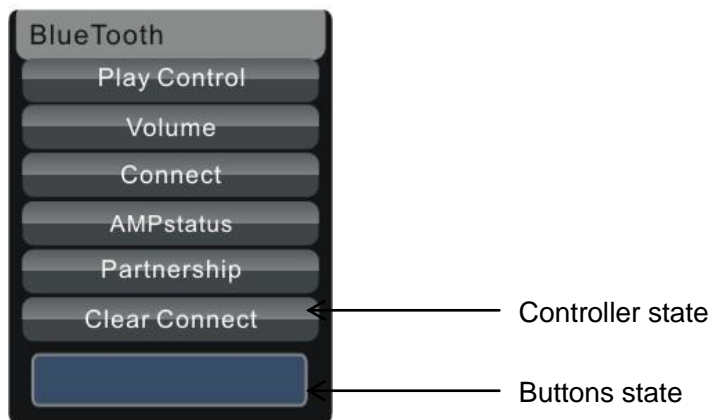 BlueTooth
Play Control
Volume
Connect
AMPstatus
Partnership
Clear Connect
Controller state
Buttons state